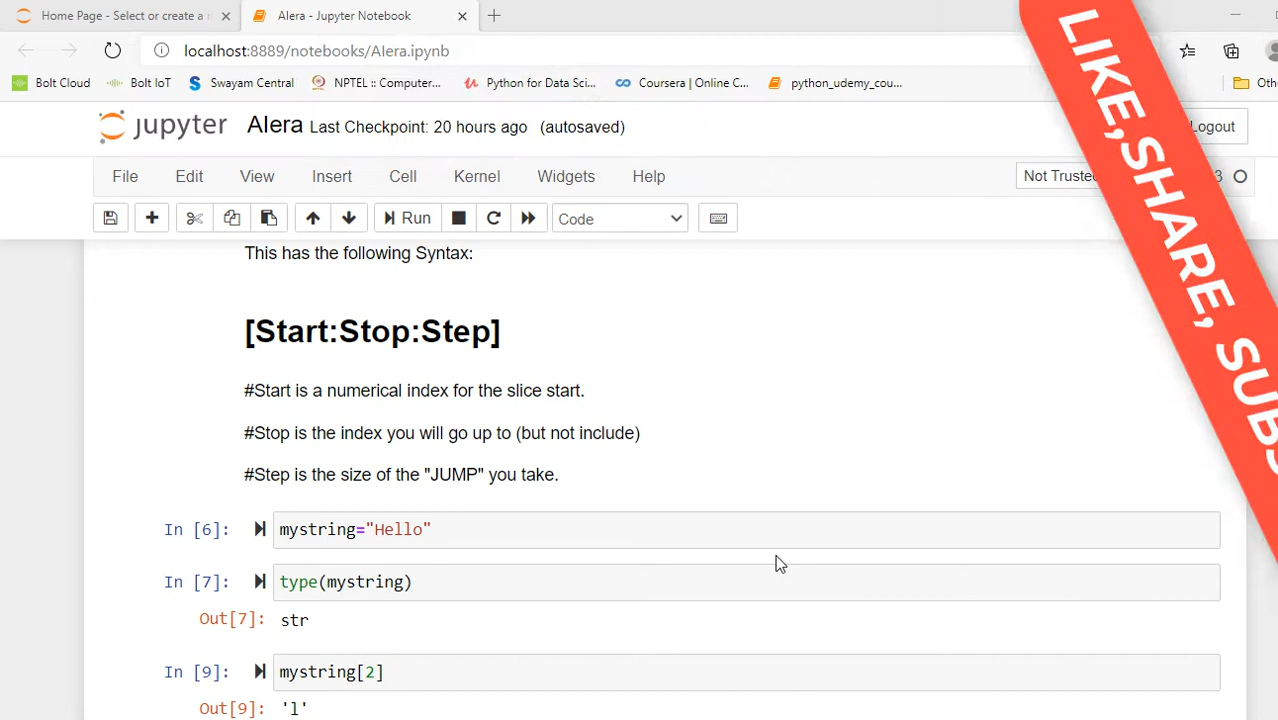 Home Page - Select or create a n
Alera - Jupyter Notebook
localhost:8889/notebooks/Alera.ipynb
Bolt Cloud
Bolt IoT
Swayam Central
NPTEL :: Computer...
Python for Data Sci...
Coursera | Online C...
python_udemy_cou...
Oth
jupyter Alera Last Checkpoint: 20 hours ago (autosaved)
Logout
File Edit View Insert Cell Kernel Widgets Help
Not Trusted
3
Run
Code
This has the following Syntax:
[Start:Stop:Step]
#Start is a numerical index for the slice start.
#Stop is the index you will go up to (but not include)
#Step is the size of the "JUMP" you take.
In [6]: mystring="Hello"
In [7]: type(mystring)
Out[7]: str
In [9]: mystring[2]
Out[9]: 'l'
LIKE,SHARE, SUBS